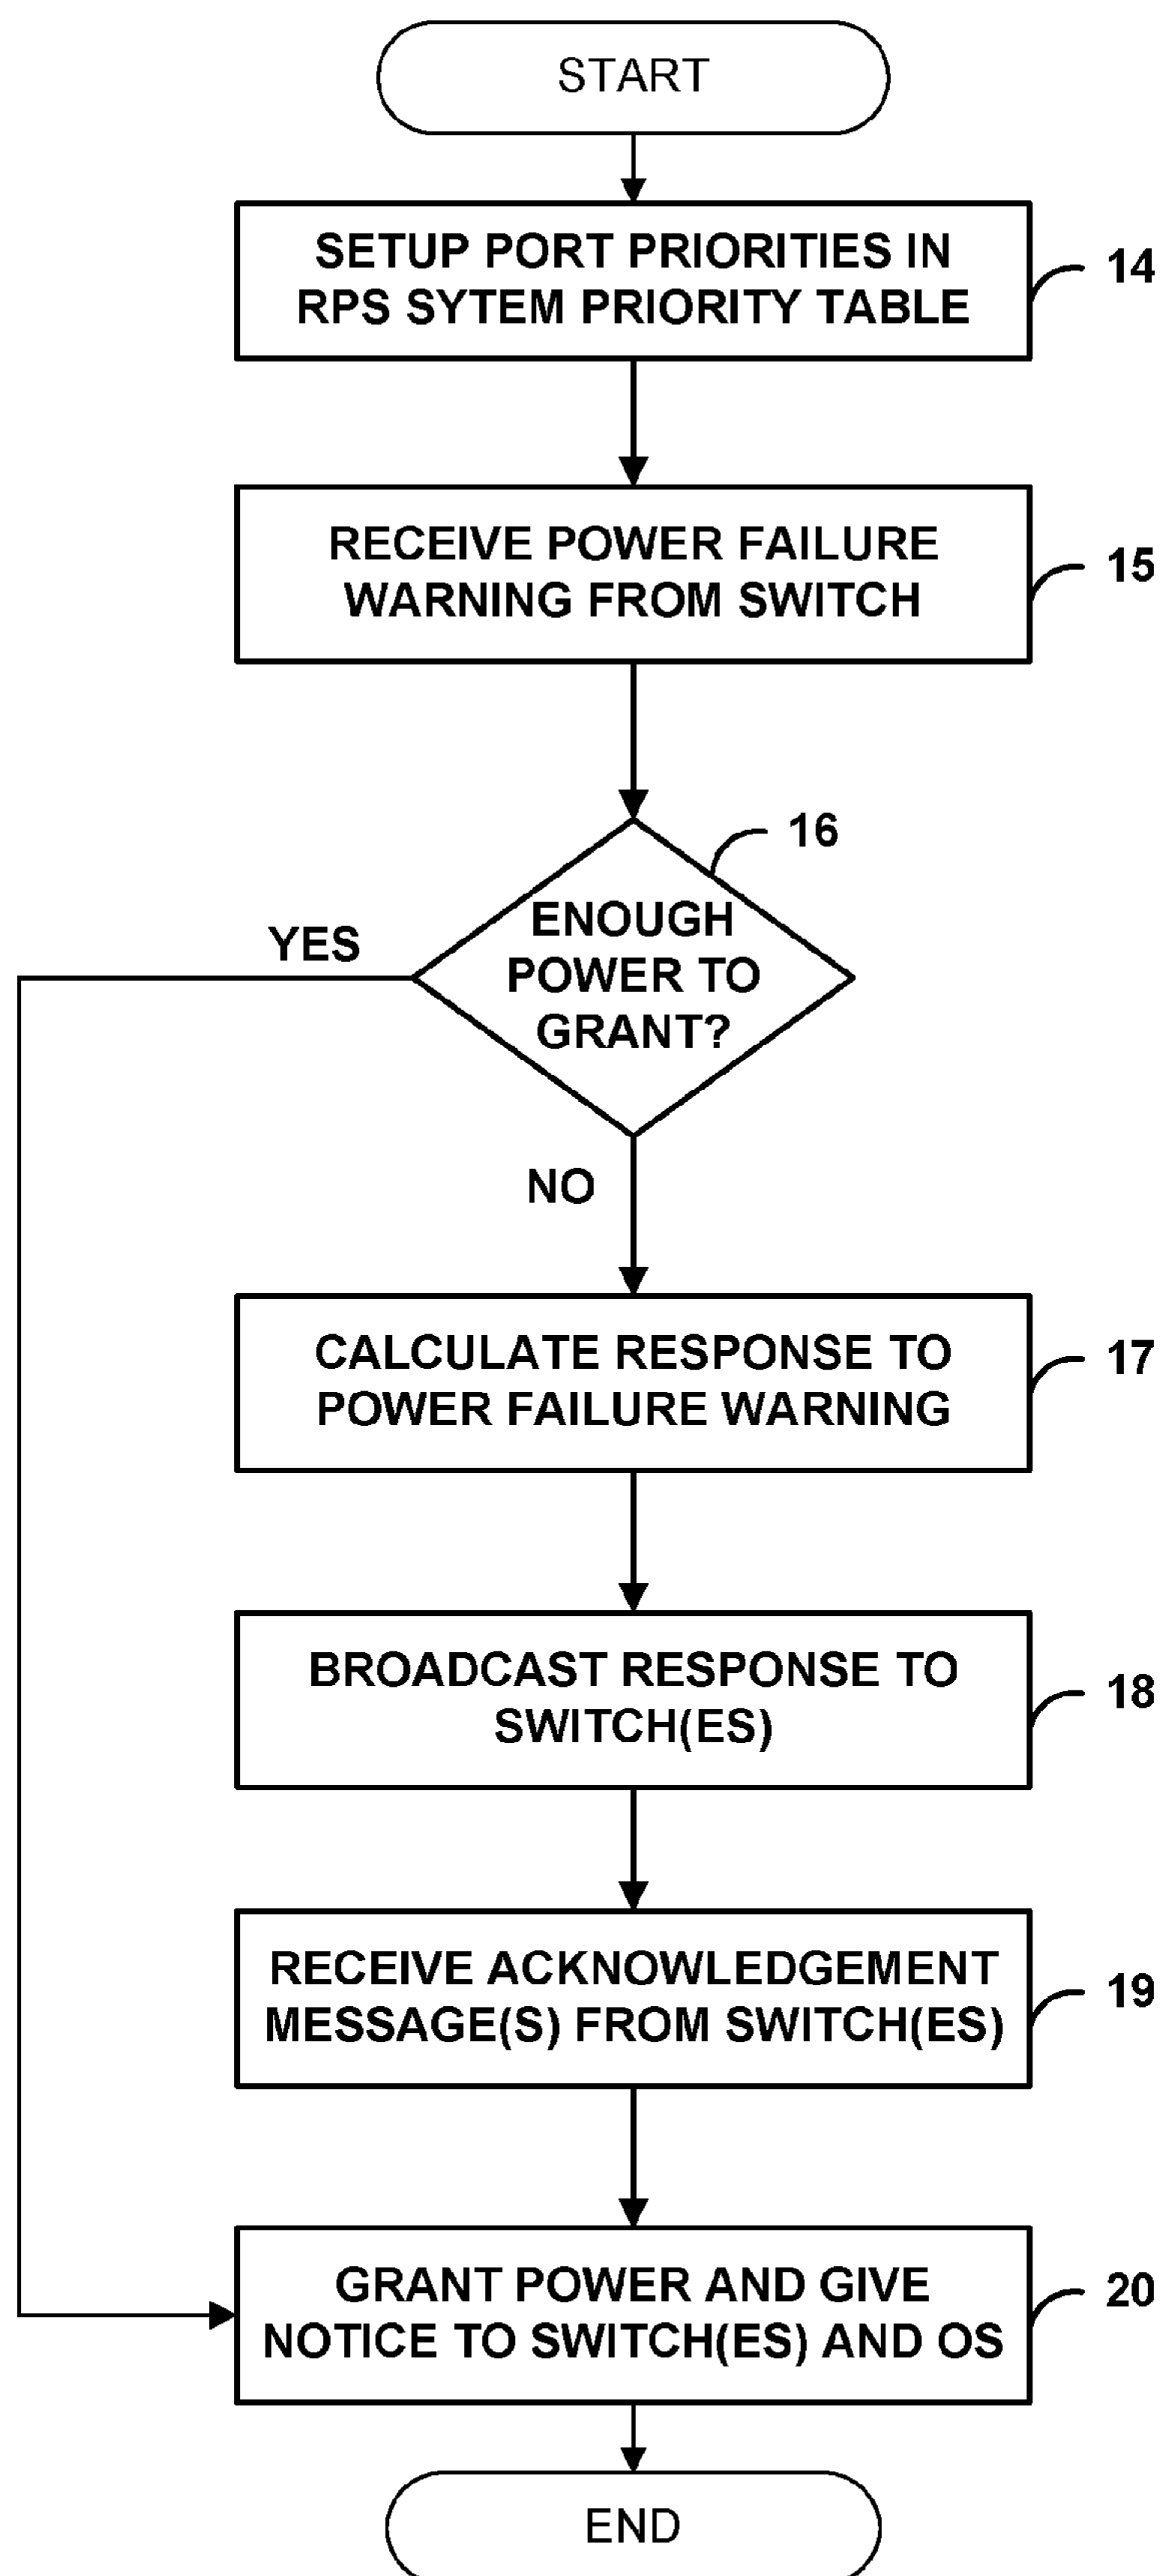 START
SETUP PORT PRIORITIES IN
RPS SYTEM PRIORITY TABLE
14
RECEIVE POWER FAILURE
WARNING FROM SWITCH
15
16
ENOUGH
POWER TO
GRANT?
YES
NO
CALCULATE RESPONSE TO
POWER FAILURE WARNING
17
BROADCAST RESPONSE TO
SWITCH(ES)
18
RECEIVE ACKNOWLEDGEMENT
MESSAGE(S) FROM SWITCH(ES)
19
GRANT POWER AND GIVE
NOTICE TO SWITCH(ES) AND OS
20
END